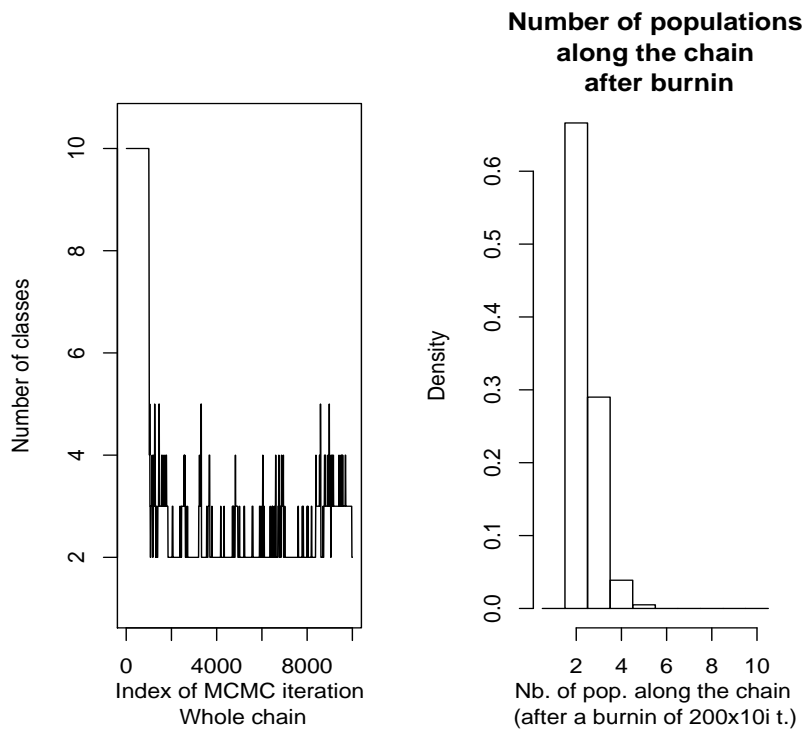 Number of classes
10
8
6
4
2
0
4000
8000
Index of MCMC iteration
Whole chain
Number of populations
along the chain
after burnin
Density
0.6
0.5
0.4
0.3
0.2
0.1
0.0
2
4
6
8
10
Nb. of pop. along the chain
(after a burnin of 200x10i t.)